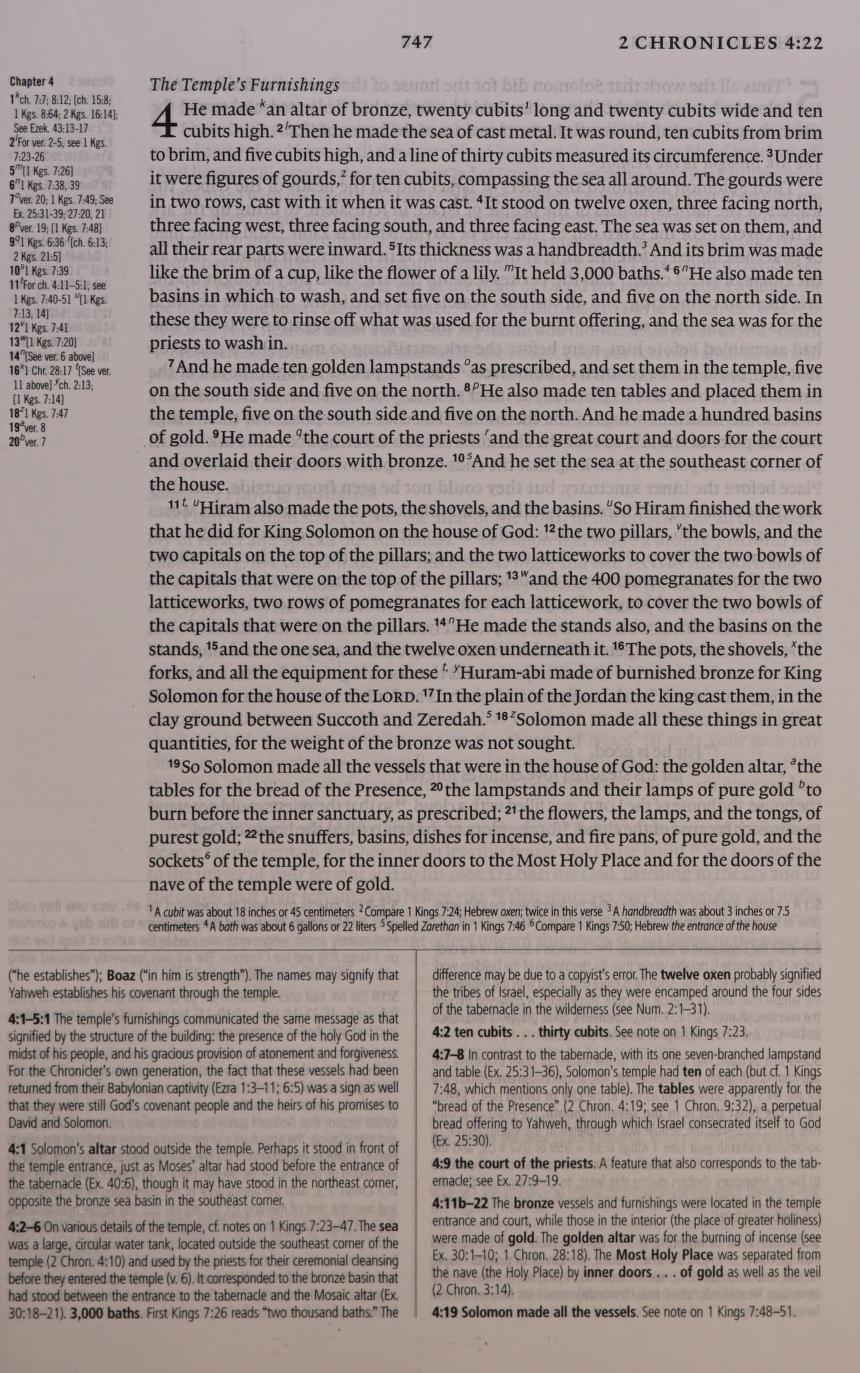 747
2 CHRONICLES 4:22
Chapter 4
1 k ch. 7:7; 8:12; [ch. 15:8;
1 Kgs. 8:64; 2 Kgs. 16:14];
See Ezek. 43:13-17
2 l For ver. 2-5, see 1 Kgs.
7:23-26
5 m [1 Kgs. 7:26]
6 n 1 Kgs. 7:38, 39
7 o ver. 20; 1 Kgs. 7:49; See
Ex. 25:31-39; 27:20, 21
8 p ver. 19; [1 Kgs. 7:48]
9 q 1 Kgs. 6:36 r [ch. 6:13;
2 Kgs. 21:5]
10 s 1 Kgs. 7:39
11 t For ch. 4:11–5:1, see
1 Kgs. 7:40-51 u [1 Kgs.
7:13, 14]
12 v 1 Kgs. 7:41
13 w [1 Kgs. 7:20]
14 n [See ver. 6 above]
16 x 1 Chr. 28:17 t [See ver.
11 above] y ch. 2:13;
[1 Kgs. 7:14]
18 z 1 Kgs. 7:47
19 a ver. 8
20 b ver. 7
The Temple's Furnishings
4 He made k an altar of bronze, twenty cubits 1 long and twenty cubits wide and ten
cubits high. 2 l Then he made the sea of cast metal. It was round, ten cubits from brim
to brim, and five cubits high, and a line of thirty cubits measured its circumference. 3 Under
it were figures of gourds, 2 for ten cubits, compassing the sea all around. The gourds were
in two rows, cast with it when it was cast. 4 It stood on twelve oxen, three facing north,
three facing west, three facing south, and three facing east. The sea was set on them, and
all their rear parts were inward. 5 Its thickness was a handbreadth. 3 And its brim was made
like the brim of a cup, like the flower of a lily. m It held 3,000 baths. 4 6 n He also made ten
basins in which to wash, and set five on the south side, and five on the north side. In
these they were to rinse off what was used for the burnt offering, and the sea was for the
priests to wash in.
7 And he made ten golden lampstands o as prescribed, and set them in the temple, five
on the south side and five on the north. 8 p He also made ten tables and placed them in
the temple, five on the south side and five on the north. And he made a hundred basins
of gold. 9 He made q the court of the priests r and the great court and doors for the court
and overlaid their doors with bronze. 10 s And he set the sea at the southeast corner of
the house.
11 t, u Hiram also made the pots, the shovels, and the basins. u So Hiram finished the work
that he did for King Solomon on the house of God: 12 the two pillars, v the bowls, and the
two capitals on the top of the pillars; and the two latticeworks to cover the two bowls of
the capitals that were on the top of the pillars; 13 w and the 400 pomegranates for the two
latticeworks, two rows of pomegranates for each latticework, to cover the two bowls of
the capitals that were on the pillars. 14 n He made the stands also, and the basins on the
stands, 15 and the one sea, and the twelve oxen underneath it. 16 The pots, the shovels, x the
forks, and all the equipment for these t, y Huram-abi made of burnished bronze for King
Solomon for the house of the LORD. 17 In the plain of the Jordan the king cast them, in the
clay ground between Succoth and Zeredah. 5 18 z Solomon made all these things in great
quantities, for the weight of the bronze was not sought.
19 So Solomon made all the vessels that were in the house of God: the golden altar, a the
tables for the bread of the Presence, 20 the lampstands and their lamps of pure gold b to
burn before the inner sanctuary, as prescribed; 21 the flowers, the lamps, and the tongs, of
purest gold; 22 the snuffers, basins, dishes for incense, and fire pans, of pure gold, and the
sockets 6 of the temple, for the inner doors to the Most Holy Place and for the doors of the
nave of the temple were of gold.
1 A cubit was about 18 inches or 45 centimeters 2 Compare 1 Kings 7:24; Hebrew oxen; twice in this verse 3 A handbreadth was about 3 inches or 7.5
centimeters 4 A bath was about 6 gallons or 22 liters 5 Spelled Zarethan in 1 Kings 7:46 6 Compare 1 Kings 7:50; Hebrew the entrance of the house
("he establishes"); Boaz ("in him is strength"). The names may signify that
Yahweh establishes his covenant through the temple.
4:1–5:1 The temple's furnishings communicated the same message as that
signified by the structure of the building: the presence of the holy God in the
midst of his people, and his gracious provision of atonement and forgiveness.
For the Chronicler's own generation, the fact that these vessels had been
returned from their Babylonian captivity (Ezra 1:3–11; 6:5) was a sign as well
that they were still God's covenant people and the heirs of his promises to
David and Solomon.
4:1 Solomon's altar stood outside the temple. Perhaps it stood in front of
the temple entrance, just as Moses' altar had stood before the entrance of
the tabernacle (Ex. 40:6), though it may have stood in the northeast corner,
opposite the bronze sea basin in the southeast corner.
4:2–6 On various details of the temple, cf. notes on 1 Kings 7:23–47. The sea
was a large, circular water tank, located outside the southeast corner of the
temple (2 Chron. 4:10) and used by the priests for their ceremonial cleansing
before they entered the temple (v. 6). It corresponded to the bronze basin that
had stood between the entrance to the tabernacle and the Mosaic altar (Ex.
30:18–21). 3,000 baths. First Kings 7:26 reads "two thousand baths." The
difference may be due to a copyist's error. The twelve oxen probably signified
the tribes of Israel, especially as they were encamped around the four sides
of the tabernacle in the wilderness (see Num. 2:1–31).
4:2 ten cubits . . . thirty cubits. See note on 1 Kings 7:23.
4:7–8 In contrast to the tabernacle, with its one seven-branched lampstand
and table (Ex. 25:31–36), Solomon's temple had ten of each (but cf. 1 Kings
7:48, which mentions only one table). The tables were apparently for the
"bread of the Presence" (2 Chron. 4:19; see 1 Chron. 9:32), a perpetual
bread offering to Yahweh, through which Israel consecrated itself to God
(Ex. 25:30).
4:9 the court of the priests. A feature that also corresponds to the tab-
ernacle; see Ex. 27:9–19.
4:11b–22 The bronze vessels and furnishings were located in the temple
entrance and court, while those in the interior (the place of greater holiness)
were made of gold. The golden altar was for the burning of incense (see
Ex. 30:1–10; 1 Chron. 28:18). The Most Holy Place was separated from
the nave (the Holy Place) by inner doors . . . of gold as well as the veil
(2 Chron. 3:14).
4:19 Solomon made all the vessels. See note on 1 Kings 7:48–51.